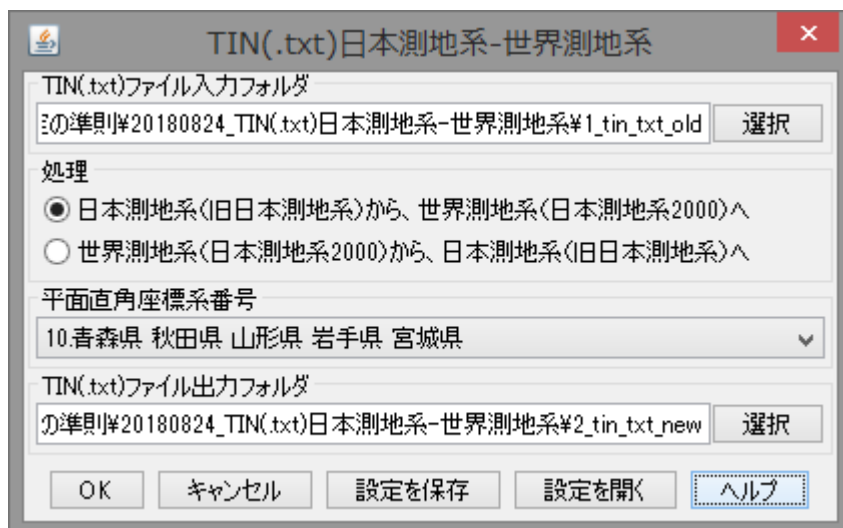 TIN(.txt)日本測地系-世界測地系
TIN(.txt)ファイル入力フォルダ
の準則¥20180824_TIN(.txt)日本測地系-世界測地系¥1_tin_txt_old 選択
処理
日本測地系(旧日本測地系)から、世界測地系(日本測地系2000)へ
世界測地系(日本測地系2000)から、日本測地系(旧日本測地系)へ
平面直角座標系番号
10.青森県 秋田県 山形県 岩手県 宮城県
TIN(.txt)ファイル出力フォルダ
の準則¥20180824_TIN(.txt)日本測地系-世界測地系¥2_tin_txt_new 選択
OK キャンセル 設定を保存 設定を開く ヘルプ